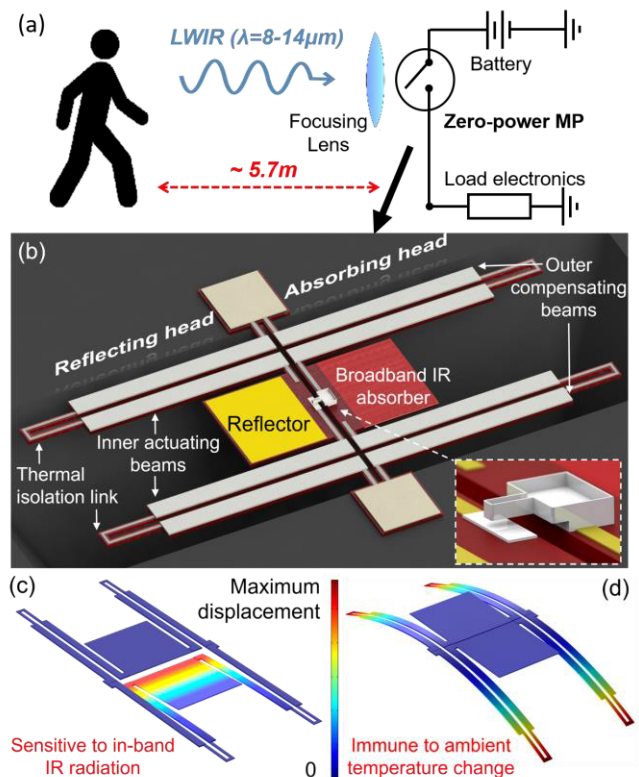 (a)
LWIR (λ=8-14μm)
Focusing
Lens
Battery
Zero-power MP
~ 5.7m
Load electronics
(b)
Absorbing head
Reflecting head
Outer
compensating
beams
Broadband IR
absorber
Reflector
Inner
actuating
beams
Thermal
isolation link
(c)
Maximum
displacement
(d)
Sensitive to in-band
IR radiation
0
Immune to ambient
temperature change